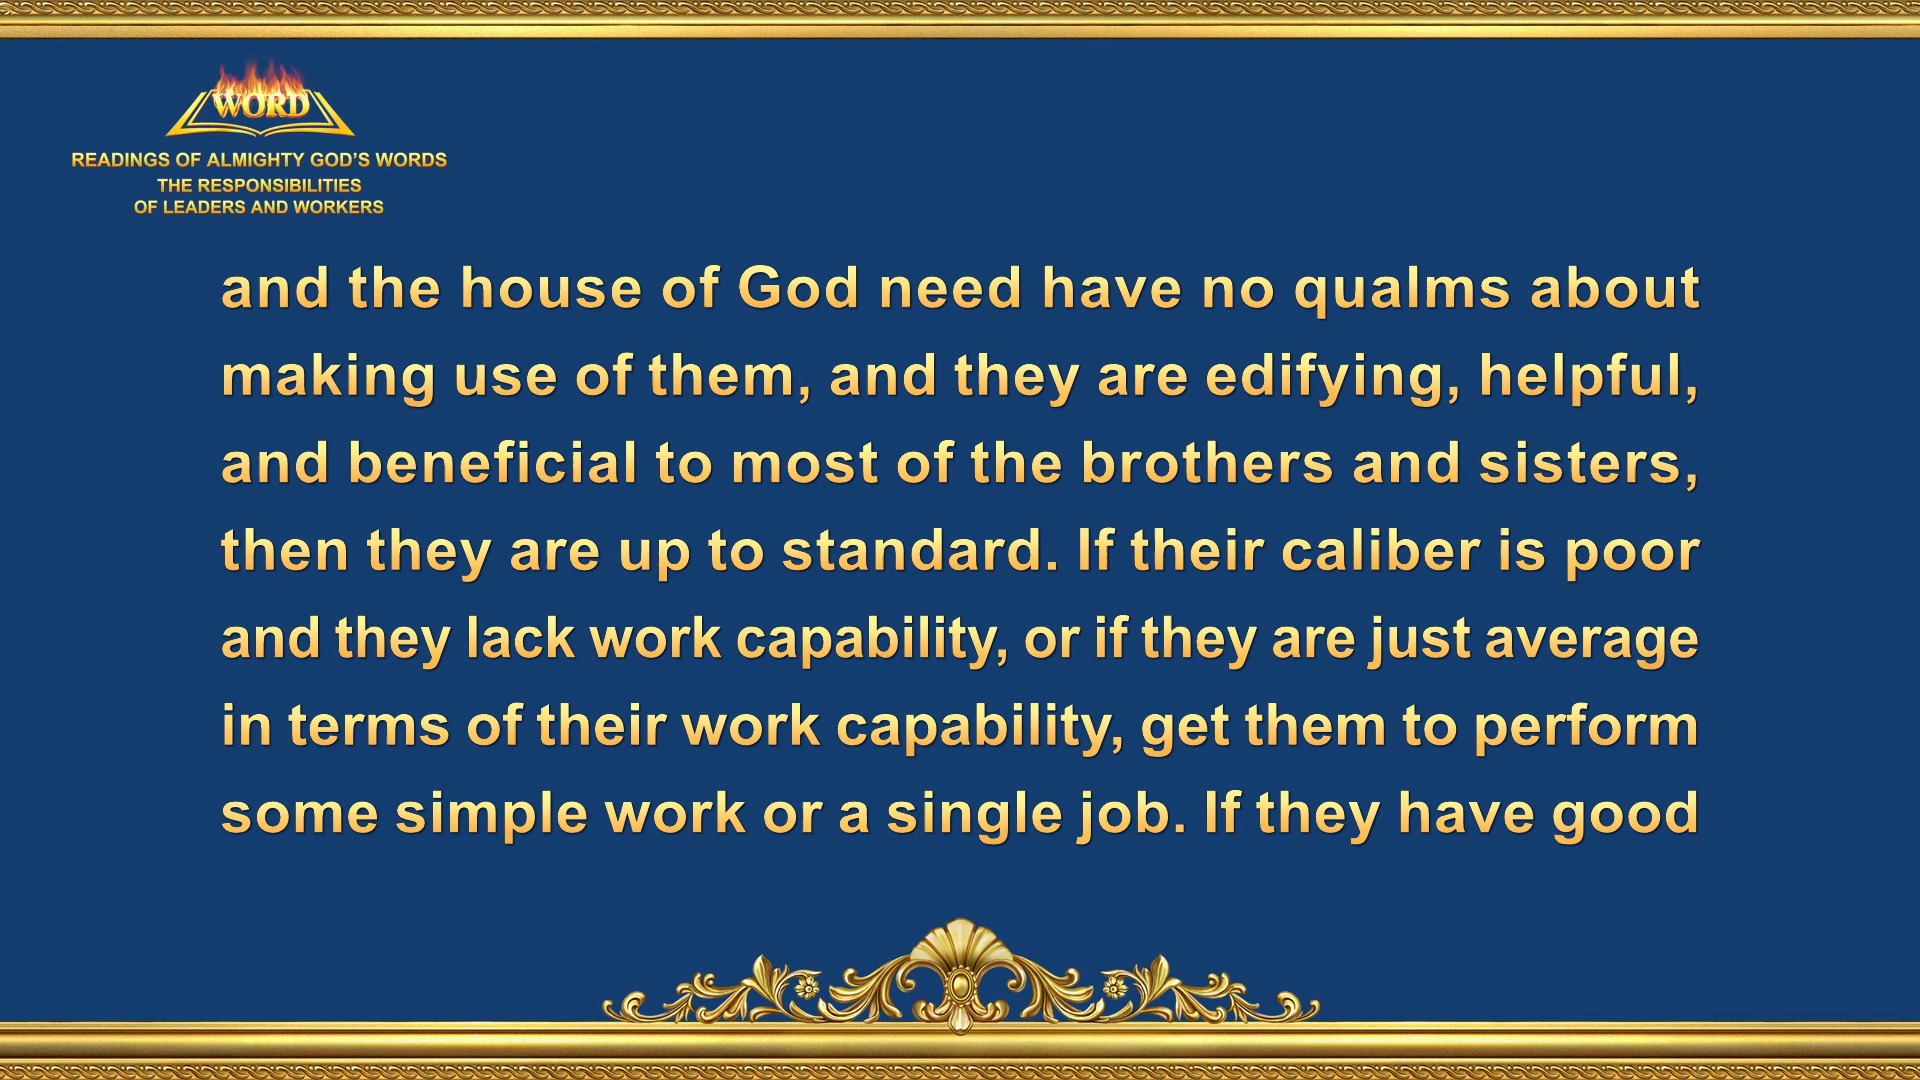 WORD
READINGS OF ALMIGHTY GOD'S WORDS
THE RESPONSIBILITIES
OF LEADERS AND WORKERS
and the house of God need have no qualms about
making use of them, and they are edifying, helpful,
and beneficial to most of the brothers and sisters,
then they are up to standard. If their caliber is poor
and they lack work capability, or if they are just average
in terms of their work capability, get them to perform
some simple work or a single job. If they have good